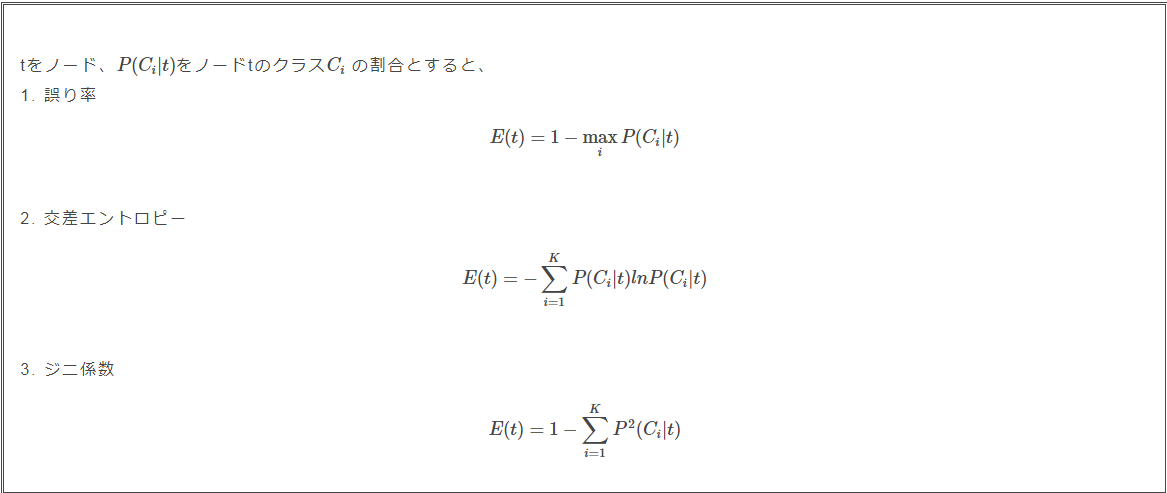 tをノード、P(C_i|t)をノードtのクラスC_i の割合とすると、
1. 誤り率
E(t) = 1 − max_i P(C_i|t)
2. 交差エントロピー
E(t) = − ∑_{i=1}^{K} P(C_i|t)lnP(C_i|t)
3. ジニ係数
E(t) = 1 − ∑_{i=1}^{K} P^2(C_i|t)